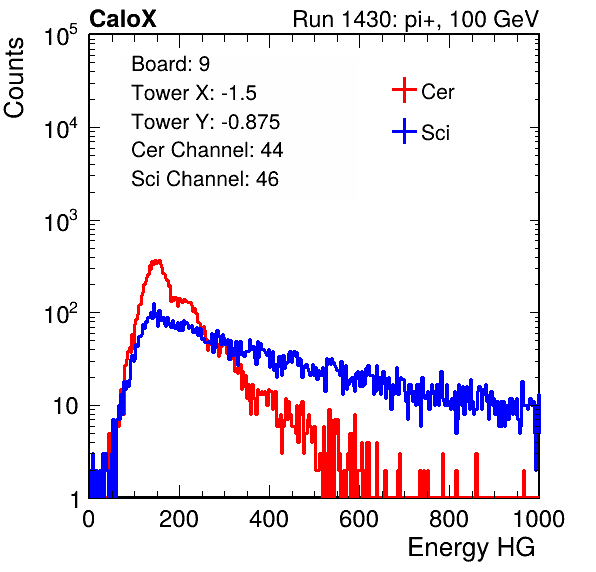 CaloX Run 1430: pi+, 100 GeV
Board: 9
Tower X: -1.5
Tower Y: -0.875
Cer Channel: 44
Sci Channel: 46
Cer
Sci
Counts
10^5
10^4
10^3
10^2
10
1
0 200 400 600 800 1000
Energy HG